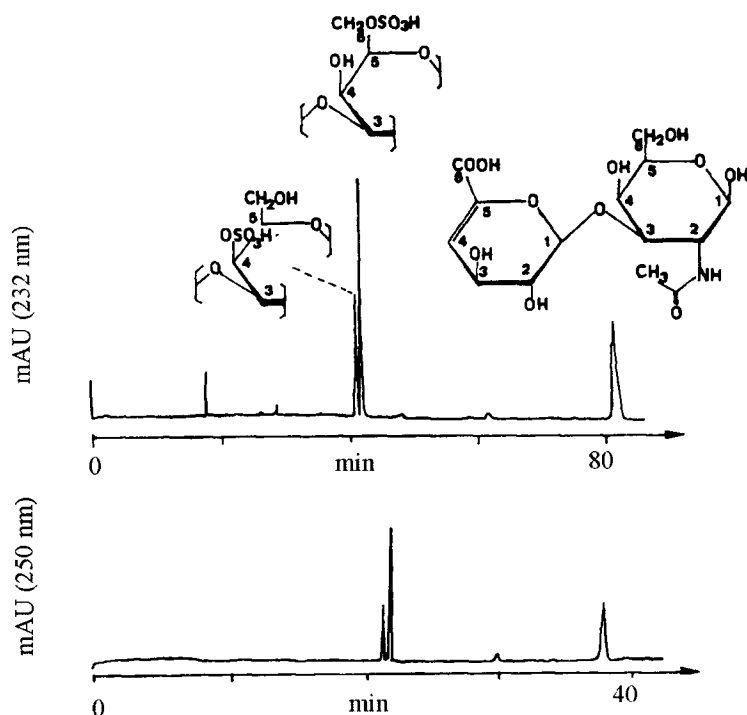 CH₂OSO₃H
6
OH
5
O
4
O
3
CH₂OH
6
COOH
6
OH
5
O
OH
4
1
5
O
O
3
2
4
OH
1
NH
3
2
CH₃
OH
O
CH₂OH
5
O
OSO₃H
4
O
3
mAU (232 nm)
0
min
80
mAU (250 nm)
0
min
40